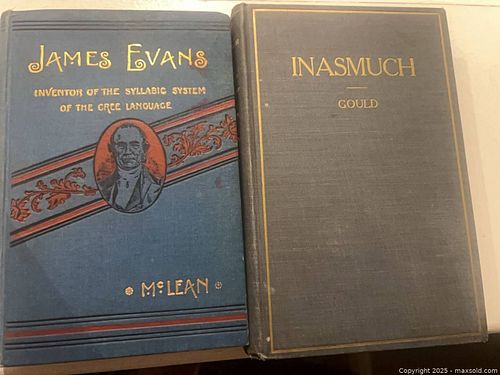 JAMES EVANS
INVENTOR OF THE SYLLABIC SYSTEM
OF THE CREE LANGUAGE
McLEAN
INASMUCH
GOULD
Copyright 2025 - maxsold.com